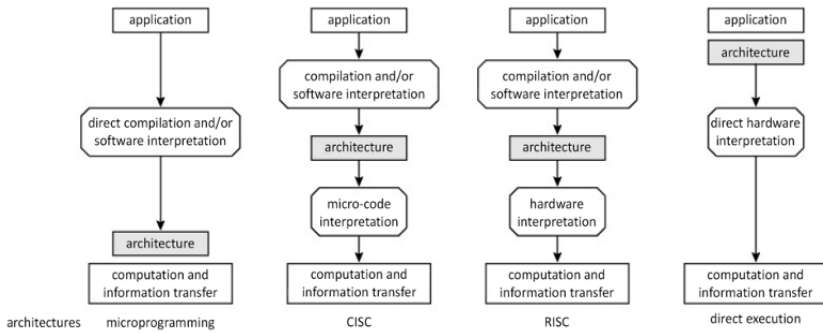 application
direct compilation and/or
software interpretation
architecture
computation and
information transfer
application
compilation and/or
software interpretation
architecture
micro-code
interpretation
computation and
information transfer
application
compilation and/or
software interpretation
architecture
hardware
interpretation
computation and
information transfer
application
architecture
direct hardware
interpretation
computation and
information transfer
architectures microprogramming CISC RISC direct execution